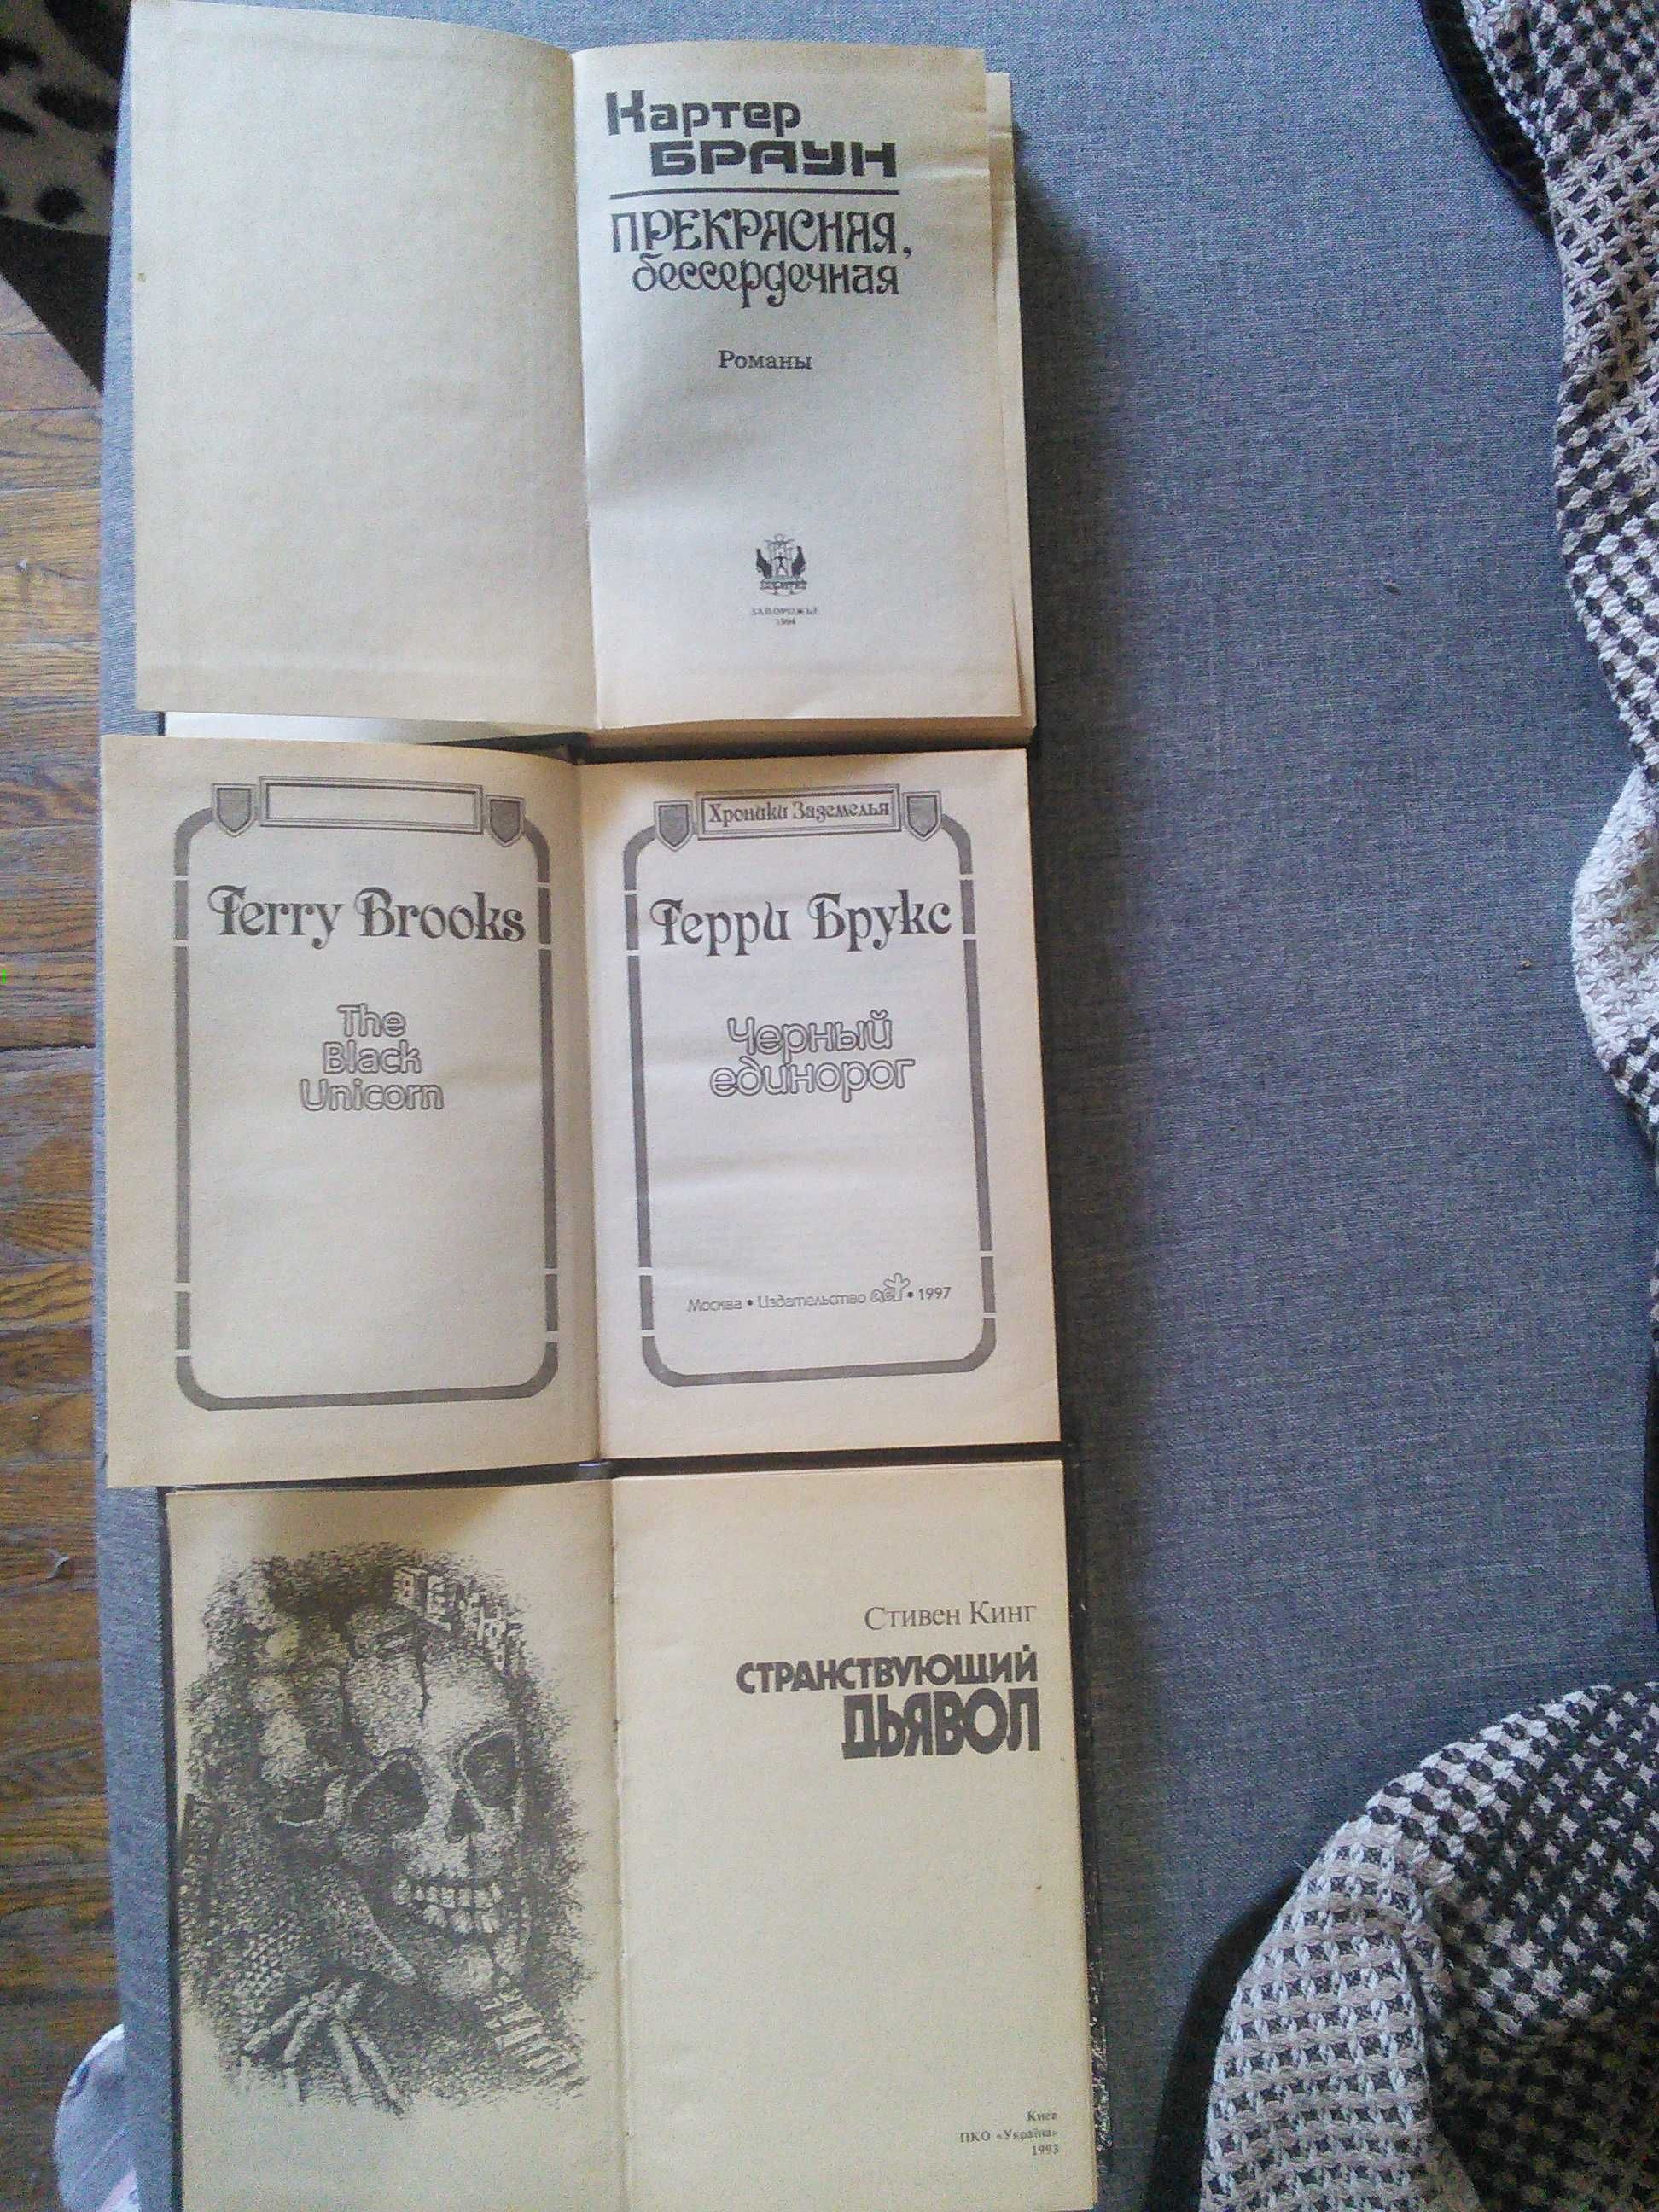 Картер
БРАУН
ПРЕКРАСНАЯ,
бессердечная
Романы
ЗАПОРОЖЬЕ
1994
Terry Brooks
The
Black
Unicorn
Хроники Заземелья
Терри Брукс
Черный
единорог
Москва • Издательство аст • 1997
Стивен Кинг
СТРАНСТВУЮЩИЙ
ДЬЯВОЛ
Киев
ПКО «Україна»
1993